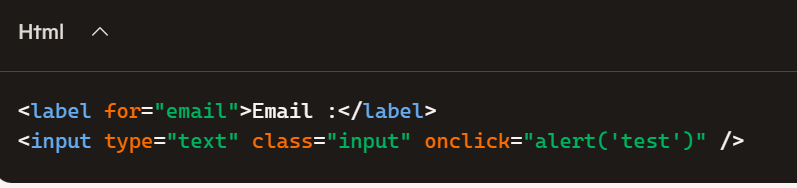 Html
<label for="email">Email :</label>
<input type="text" class="input" onclick="alert('test')" />